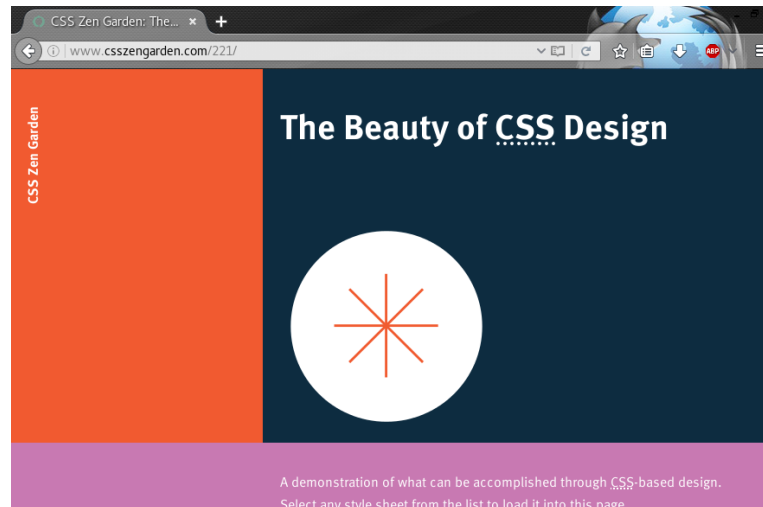 CSS Zen Garden: The...
www.csszengarden.com/221/
ABP
CSS Zen Garden
The Beauty of CSS Design
A demonstration of what can be accomplished through CSS-based design.
Select any style sheet from the list to load it into this page.